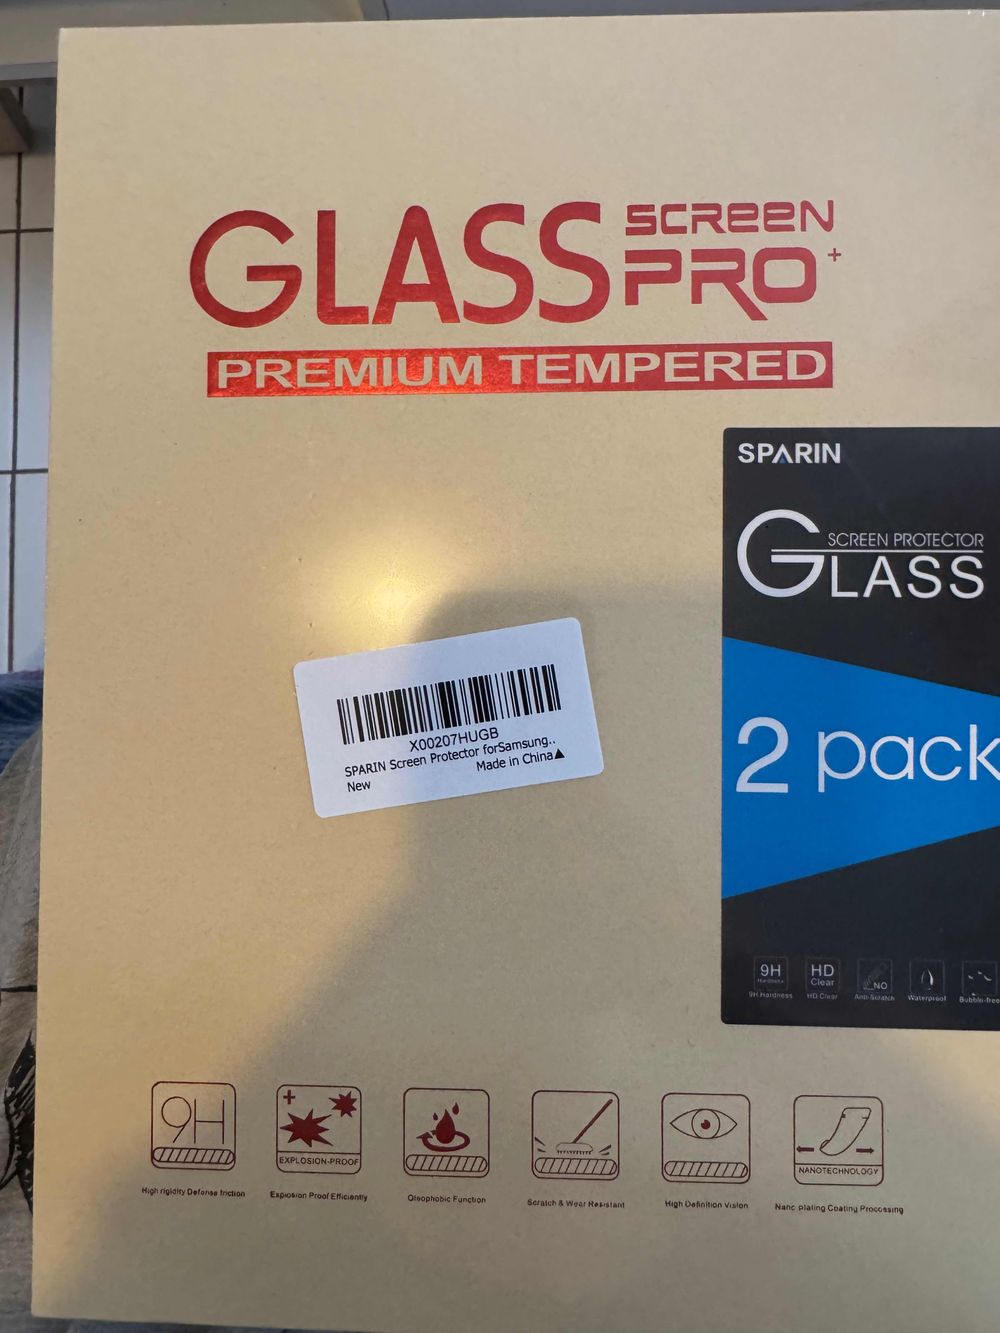 GLASS SCREEN
PRO+
PREMIUM TEMPERED
SPARIN
SCREEN PROTECTOR
GLASS
2 pack
X00207HUGB
SPARIN Screen Protector forSamsung..
New
Made in China▲
9H
HD
Clear
NO
9H Hardness
HD Clear
Anti-Scratch
Waterproof
Bubble-free
9H
EXPLOSION-PROOF
NANOTECHNOLOGY
High rigidity Defense friction
Explosion Proof Efficiently
Oleophobic Function
Scratch & Wear Resistant
High Definition Vision
Nano plating Coating Processing